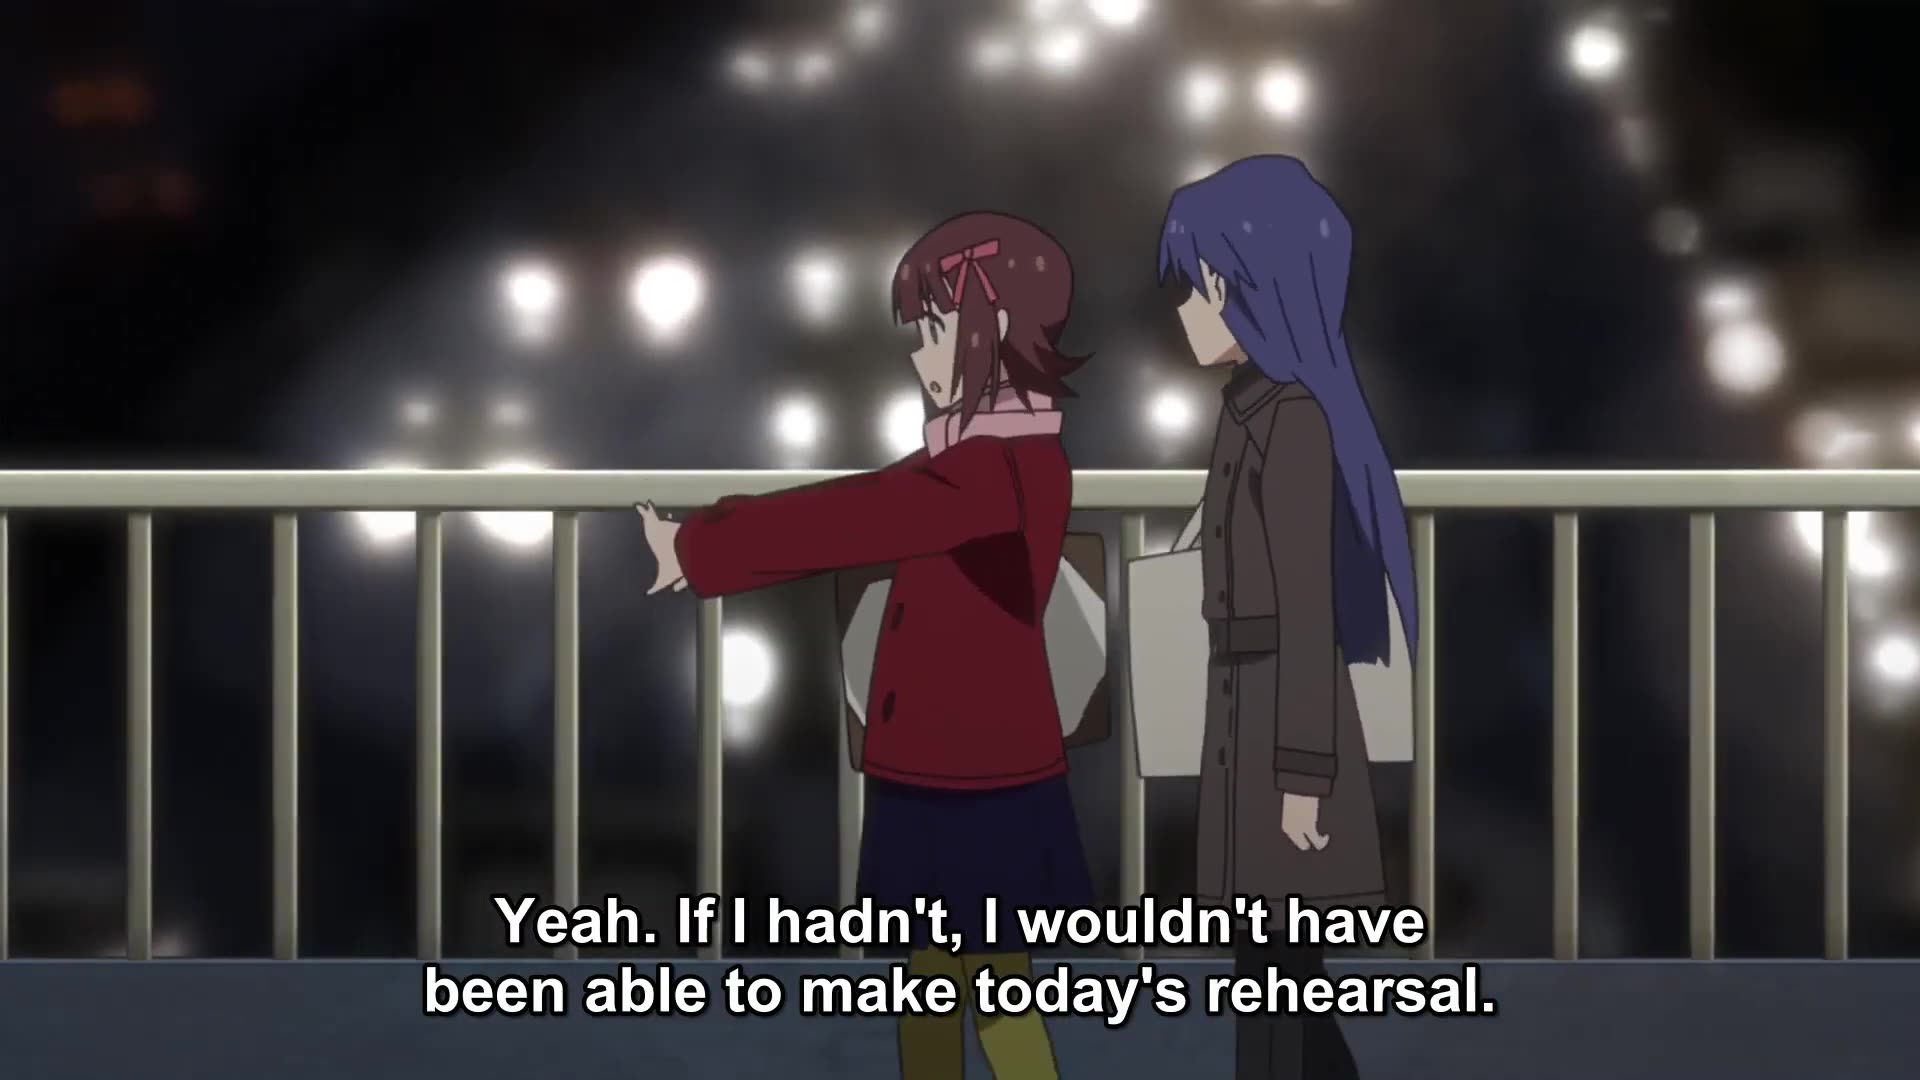 Yeah. If I hadn't, I wouldn't have
been able to make today's rehearsal.